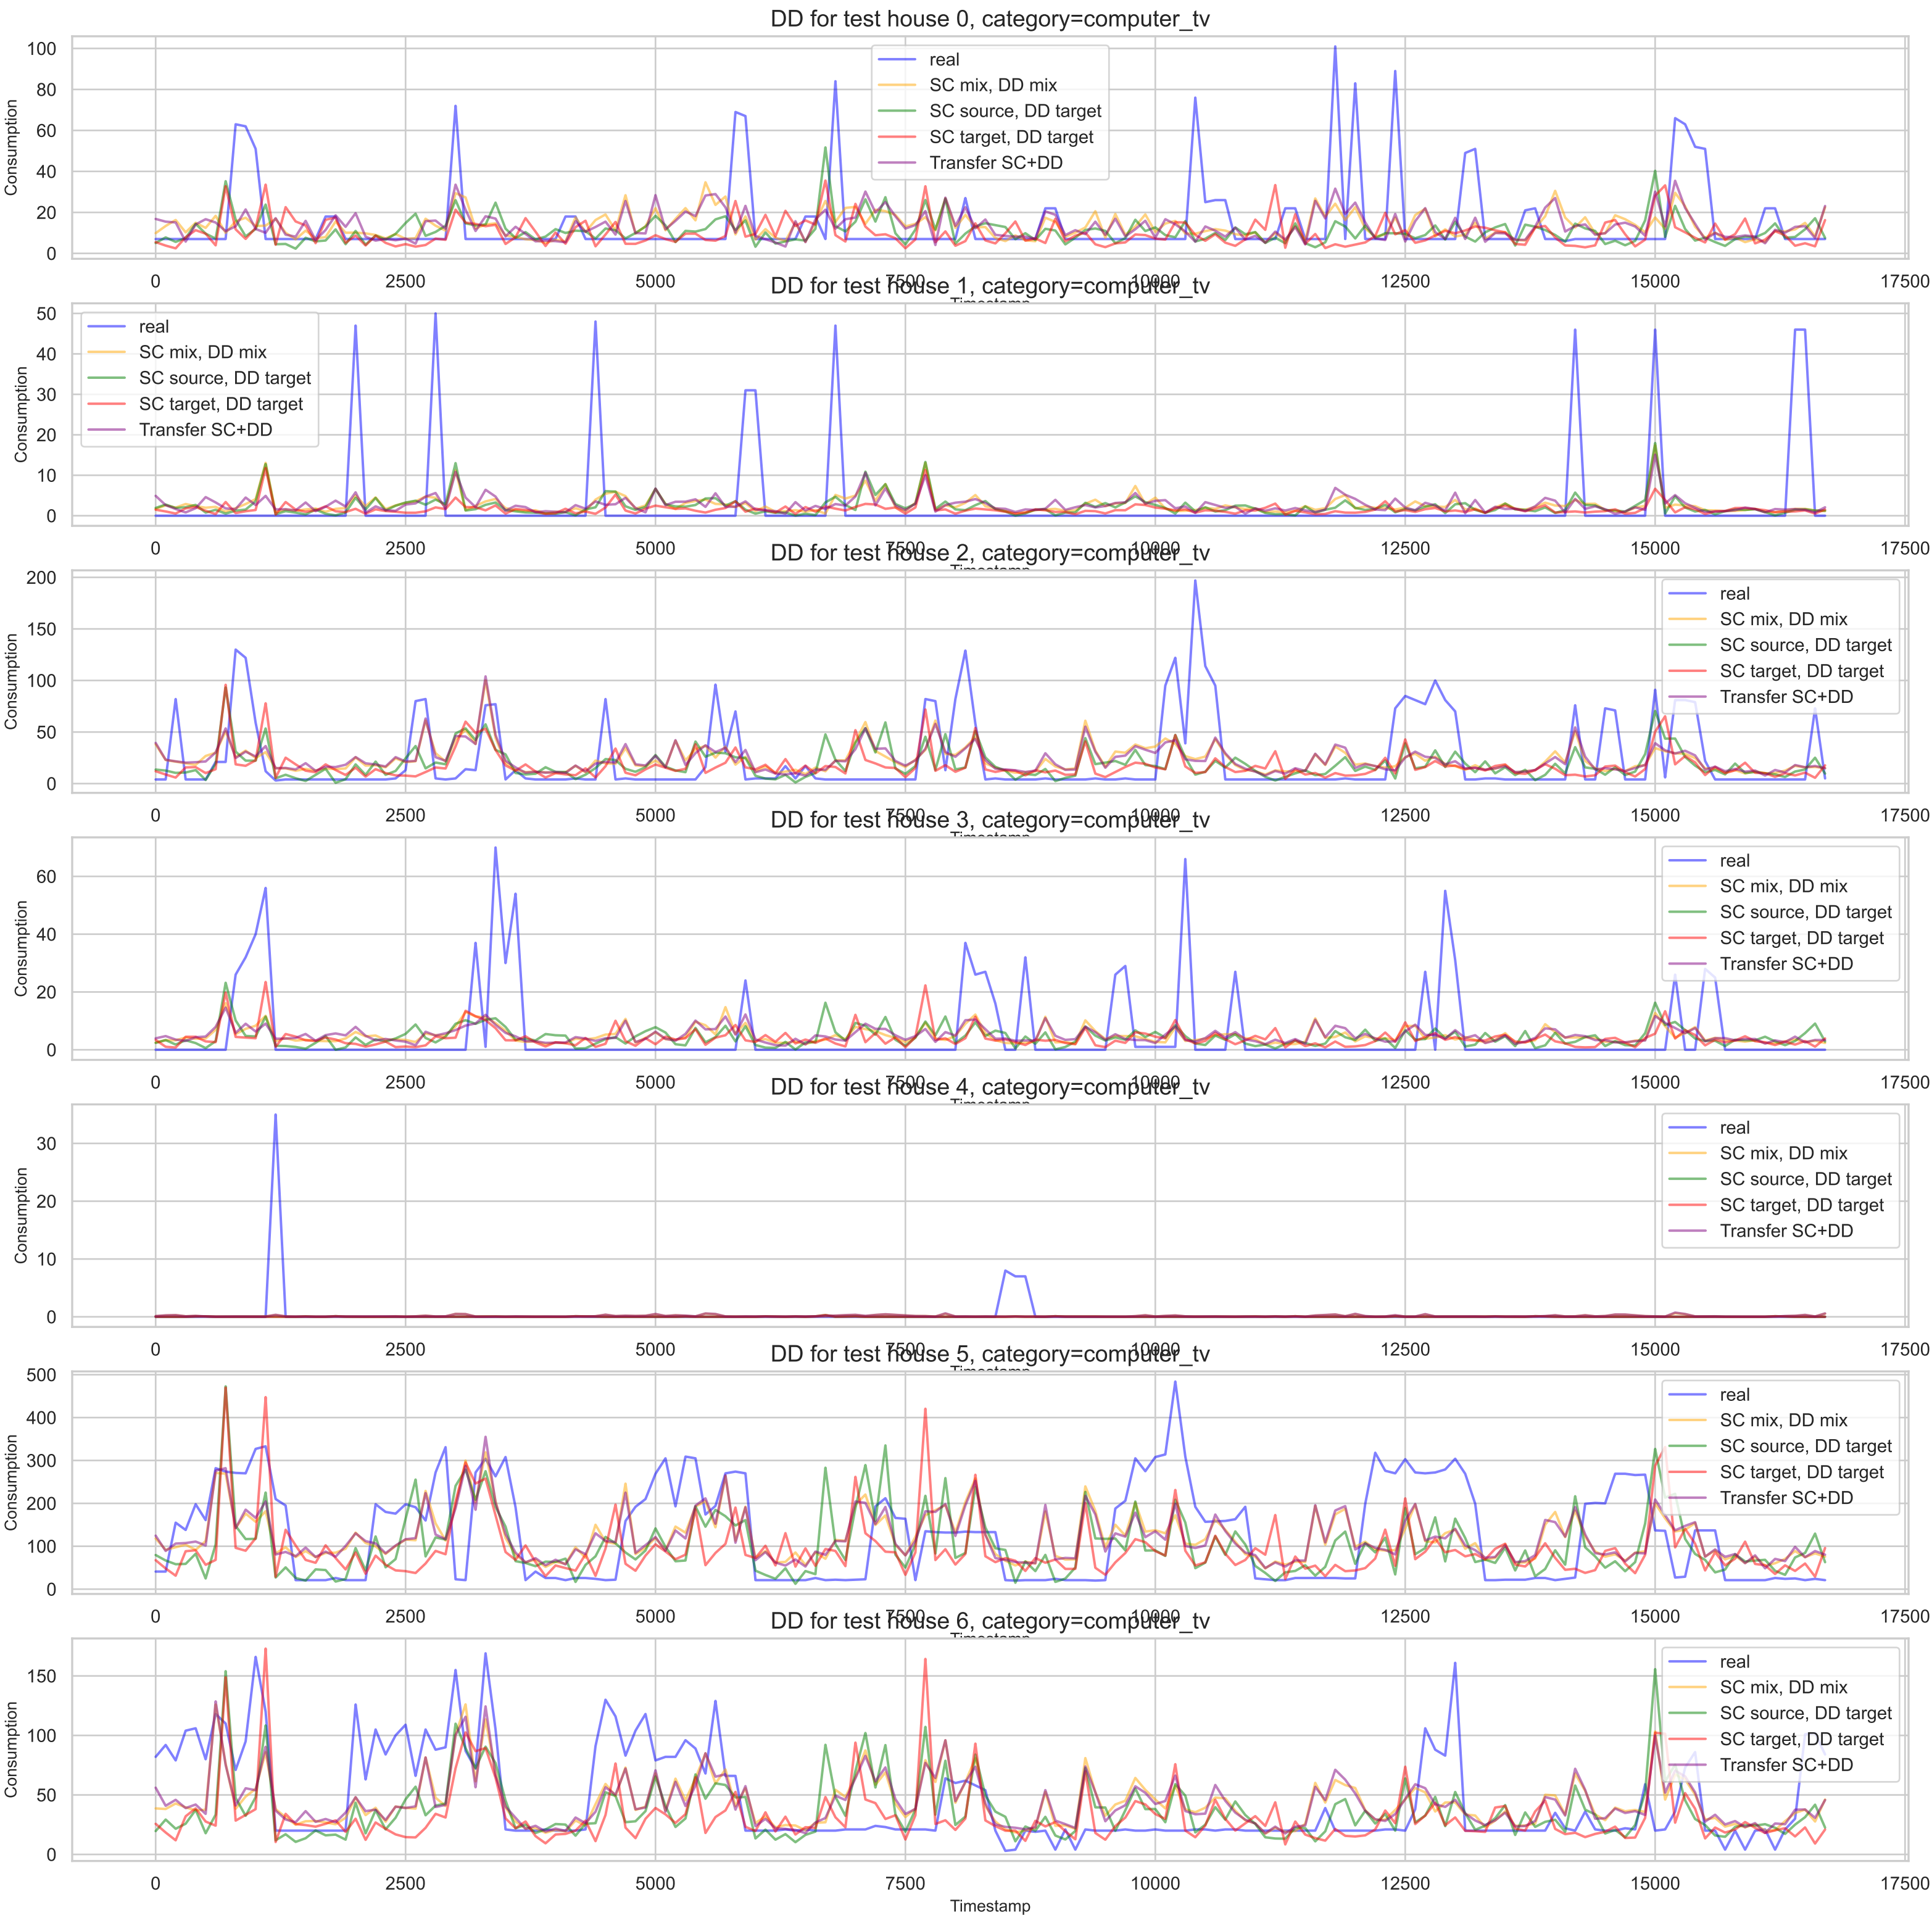 DD for test house 0, category=computer_tv
Consumption
100
80
60
40
20
0
real
SC mix, DD mix
SC source, DD target
SC target, DD target
Transfer SC+DD
0 2500 5000 7500 10000 12500 15000 17500
Timestamp
DD for test house 1, category=computer_tv
Consumption
50
40
30
20
10
0
real
SC mix, DD mix
SC source, DD target
SC target, DD target
Transfer SC+DD
0 2500 5000 7500 10000 12500 15000 17500
Timestamp
DD for test house 2, category=computer_tv
Consumption
200
150
100
50
0
real
SC mix, DD mix
SC source, DD target
SC target, DD target
Transfer SC+DD
0 2500 5000 7500 10000 12500 15000 17500
Timestamp
DD for test house 3, category=computer_tv
Consumption
60
40
20
0
real
SC mix, DD mix
SC source, DD target
SC target, DD target
Transfer SC+DD
0 2500 5000 7500 10000 12500 15000 17500
Timestamp
DD for test house 4, category=computer_tv
Consumption
30
20
10
0
real
SC mix, DD mix
SC source, DD target
SC target, DD target
Transfer SC+DD
0 2500 5000 7500 10000 12500 15000 17500
Timestamp
DD for test house 5, category=computer_tv
Consumption
500
400
300
200
100
0
real
SC mix, DD mix
SC source, DD target
SC target, DD target
Transfer SC+DD
0 2500 5000 7500 10000 12500 15000 17500
Timestamp
DD for test house 6, category=computer_tv
Consumption
150
100
50
0
real
SC mix, DD mix
SC source, DD target
SC target, DD target
Transfer SC+DD
0 2500 5000 7500 10000 12500 15000 17500
Timestamp